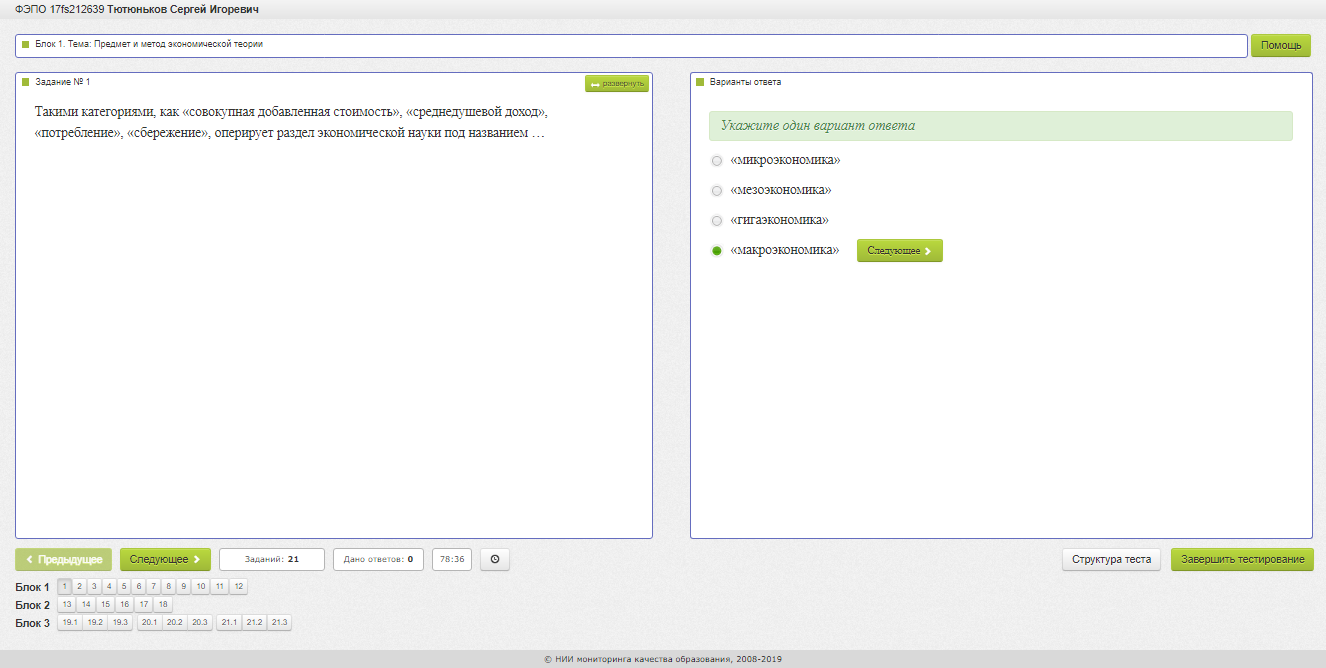 ФЭПО 17fs212639 Тютюньков Сергей Игоревич
Блок 1. Тема: Предмет и метод экономической теории
Помощь
Задание № 1
развернуть
Такими категориями, как «совокупная добавленная стоимость», «среднедушевой доход»,
«потребление», «сбережение», оперирует раздел экономической науки под названием …
Варианты ответа
Укажите один вариант ответа
«микроэкономика»
«мезоэкономика»
«гигаэкономика»
«макроэкономика» Следующее
Предыдущее Следующее Заданий: 21 Дано ответов: 0 78:36 Структура теста Завершить тестирование
Блок 1 1 2 3 4 5 6 7 8 9 10 11 12
Блок 2 13 14 15 16 17 18
Блок 3 19.1 19.2 19.3 20.1 20.2 20.3 21.1 21.2 21.3
© НИИ мониторинга качества образования, 2008-2019